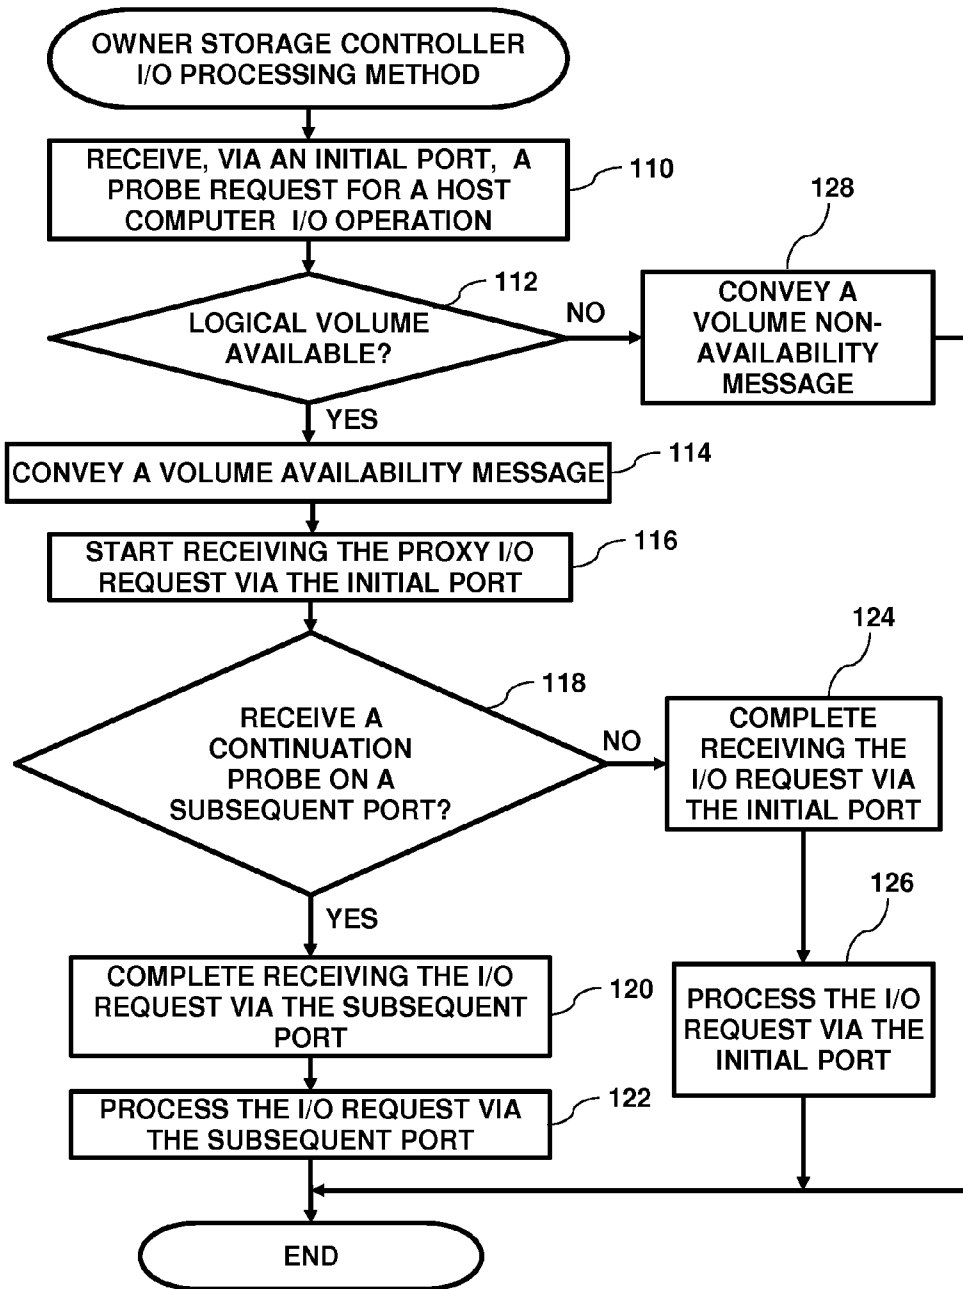 OWNER STORAGE CONTROLLER
I/O PROCESSING METHOD
RECEIVE, VIA AN INITIAL PORT, A
PROBE REQUEST FOR A HOST
COMPUTER I/O OPERATION
110
128
112
LOGICAL VOLUME
AVAILABLE?
NO
CONVEY A
VOLUME NON-
AVAILABILITY
MESSAGE
YES
CONVEY A VOLUME AVAILABILITY MESSAGE
114
START RECEIVING THE PROXY I/O
REQUEST VIA THE INITIAL PORT
116
118
RECEIVE A
CONTINUATION
PROBE ON A
SUBSEQUENT PORT?
NO
124
COMPLETE
RECEIVING THE
I/O REQUEST VIA
THE INITIAL PORT
YES
126
COMPLETE RECEIVING THE I/O
REQUEST VIA THE SUBSEQUENT
PORT
120
PROCESS THE I/O
REQUEST VIA THE
INITIAL PORT
PROCESS THE I/O REQUEST VIA
THE SUBSEQUENT PORT
122
END